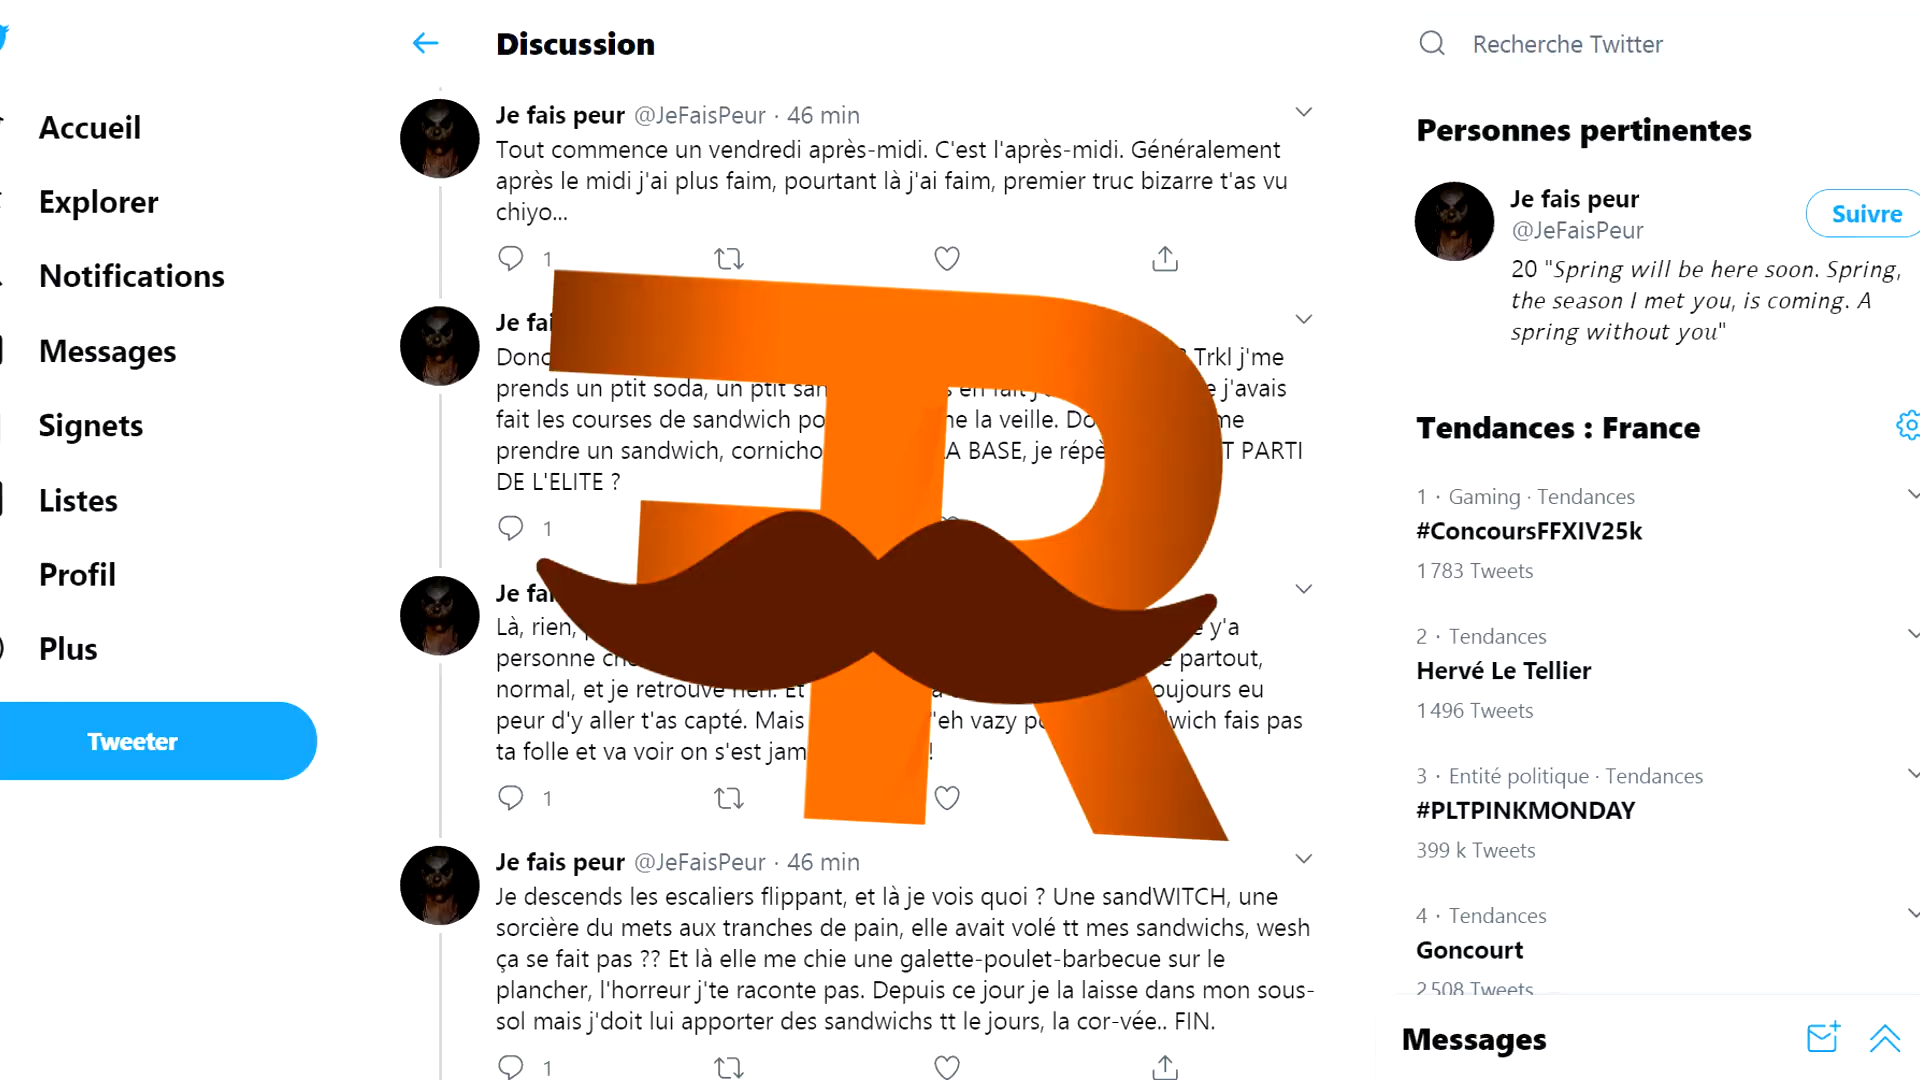 Discussion
Recherche Twitter
Accueil
Explorer
Notifications
Messages
Signets
Listes
Profil
Plus
Tweeter
Je fais peur @JeFaisPeur · 46 min
Tout commence un vendredi après-midi. C'est l'après-midi. Généralement
après le midi j'ai plus faim, pourtant là j'ai faim, premier truc bizarre t'as vu
chiyo...
1
Je
Trkl j'me
prends un ptit soda, un ptit j'avais
fait les courses de sandwich la veille.
prendre un sandwich, BASE, je PARTI
DE L'ELITE ?
1
Je
Là, rien, y'a
personne partout,
normal, et je retrouve rien. Et toujours eu
peur d'y aller t'as capté. Mais 'eh vazy fais pas
ta folle et va voir on s'est !
1
Je fais peur @JeFaisPeur · 46 min
Je descends les escaliers flippant, et là je vois quoi ? Une sandWITCH, une
sorcière du mets aux tranches de pain, elle avait volé tt mes sandwichs, wesh
ça se fait pas ?? Et là elle me chie une galette-poulet-barbecue sur le
plancher, l'horreur j'te raconte pas. Depuis ce jour je la laisse dans mon sous-
sol mais j'doit lui apporter des sandwichs tt le jours, la cor-vée.. FIN.
1
R
Personnes pertinentes
Je fais peur
@JeFaisPeur
Suivre
20 "Spring will be here soon. Spring,
the season I met you, is coming. A
spring without you"
Tendances : France
1 · Gaming · Tendances
#ConcoursFFXIV25k
1 783 Tweets
2 · Tendances
Hervé Le Tellier
1 496 Tweets
3 · Entité politique · Tendances
#PLTPINKMONDAY
399 k Tweets
4 · Tendances
Goncourt
2 508 Tweets
Messages